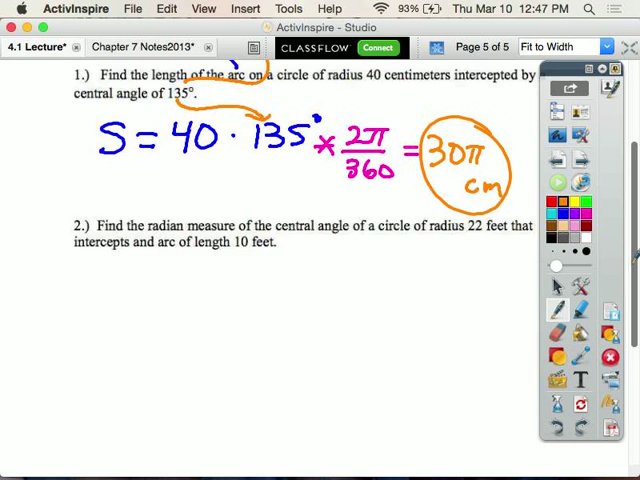 ActivInspire File Edit View Insert Tools Help 93% Thu Mar 10 12:47 PM
ActivInspire - Studio
4.1 Lecture* Chapter 7 Notes2013* CLASSFLOW Connect Page 5 of 5 Fit to Width
1.) Find the length of the arc on a circle of radius 40 centimeters intercepted by
central angle of 135°.
S = 40 · 135° * 2π/360 = 30π cm
2.) Find the radian measure of the central angle of a circle of radius 22 feet that
intercepts and arc of length 10 feet.